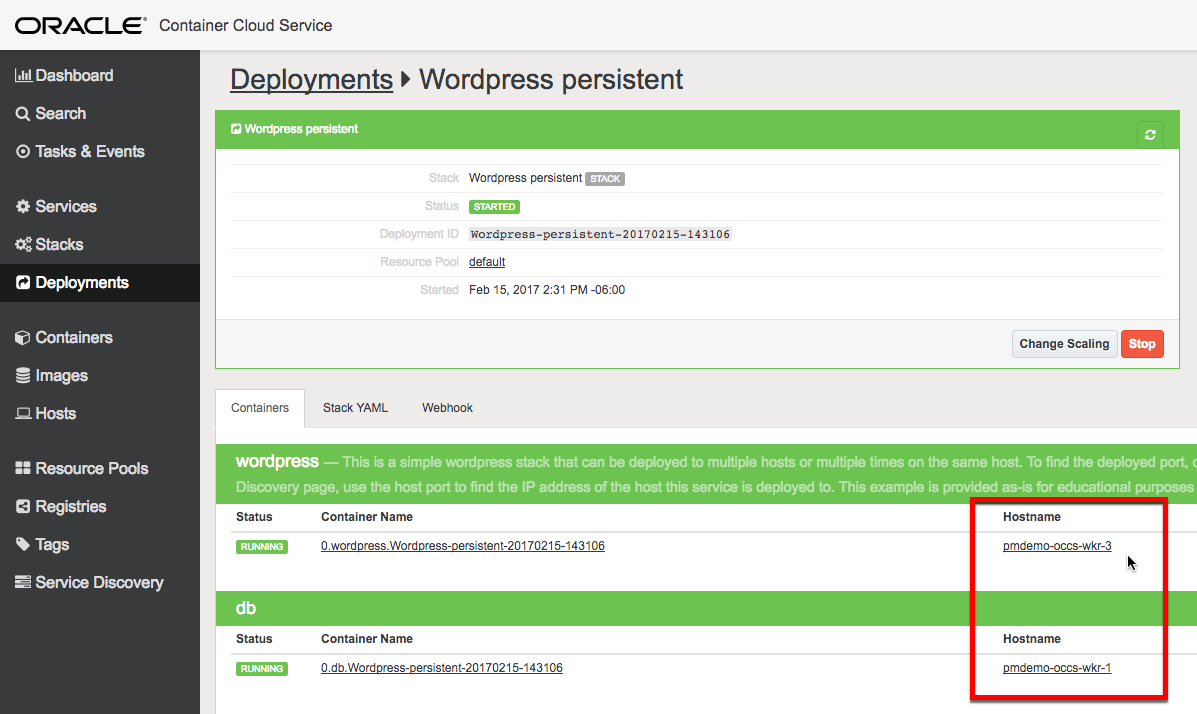 ORACLE® Container Cloud Service
Dashboard
Search
Tasks & Events
Services
Stacks
Deployments
Containers
Images
Hosts
Resource Pools
Registries
Tags
Service Discovery
Deployments Wordpress persistent
Wordpress persistent
Stack Wordpress persistent STACK
Status STARTED
Deployment ID Wordpress-persistent-20170215-143106
Resource Pool default
Started Feb 15, 2017 2:31 PM -06:00
Change Scaling Stop
Containers Stack YAML Webhook
wordpress — This is a simple wordpress stack that can be deployed to multiple hosts or multiple times on the same host. To find the deployed port,
Discovery page, use the host port to find the IP address of the host this service is deployed to. This example is provided as-is for educational purposes
Status Container Name Hostname
RUNNING 0.wordpress.Wordpress-persistent-20170215-143106 pmdemo-occs-wkr-3
db
Status Container Name Hostname
RUNNING 0.db.Wordpress-persistent-20170215-143106 pmdemo-occs-wkr-1